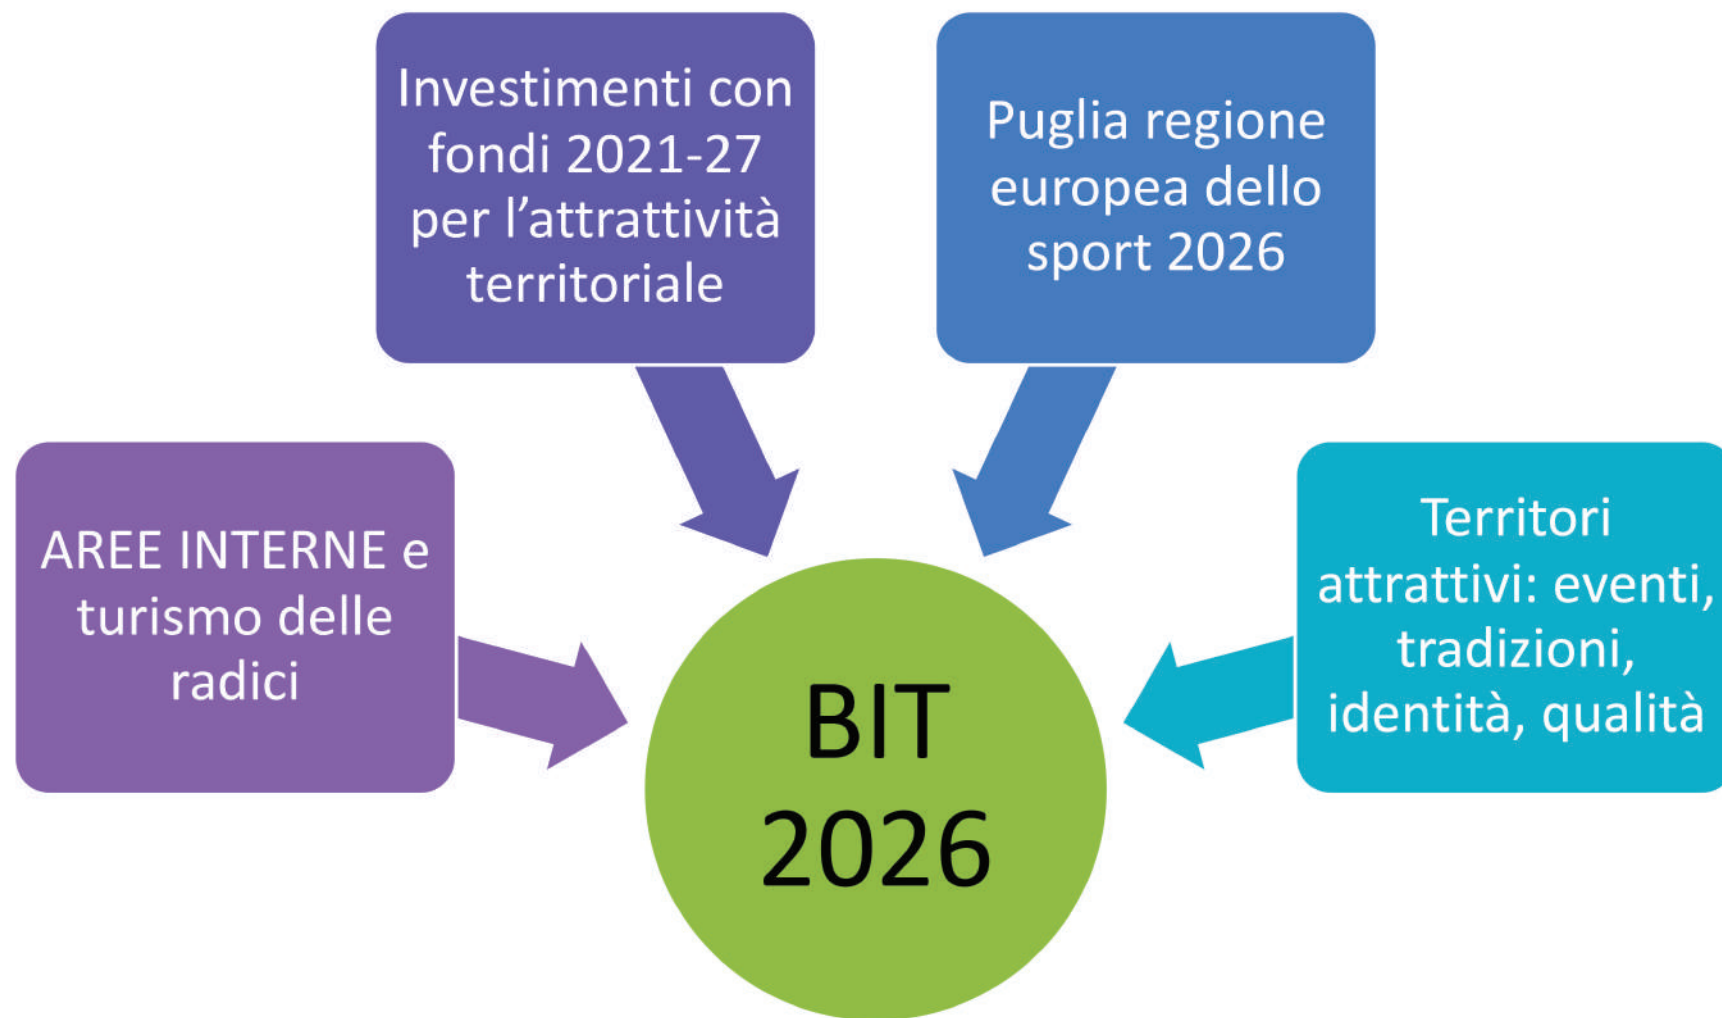 Investimenti con
fondi 2021-27
per l’attrattività
territoriale
Puglia regione
europea dello
sport 2026
AREE INTERNE e
turismo delle
radici
Territori
attrattivi: eventi,
tradizioni,
identità, qualità
BIT
2026